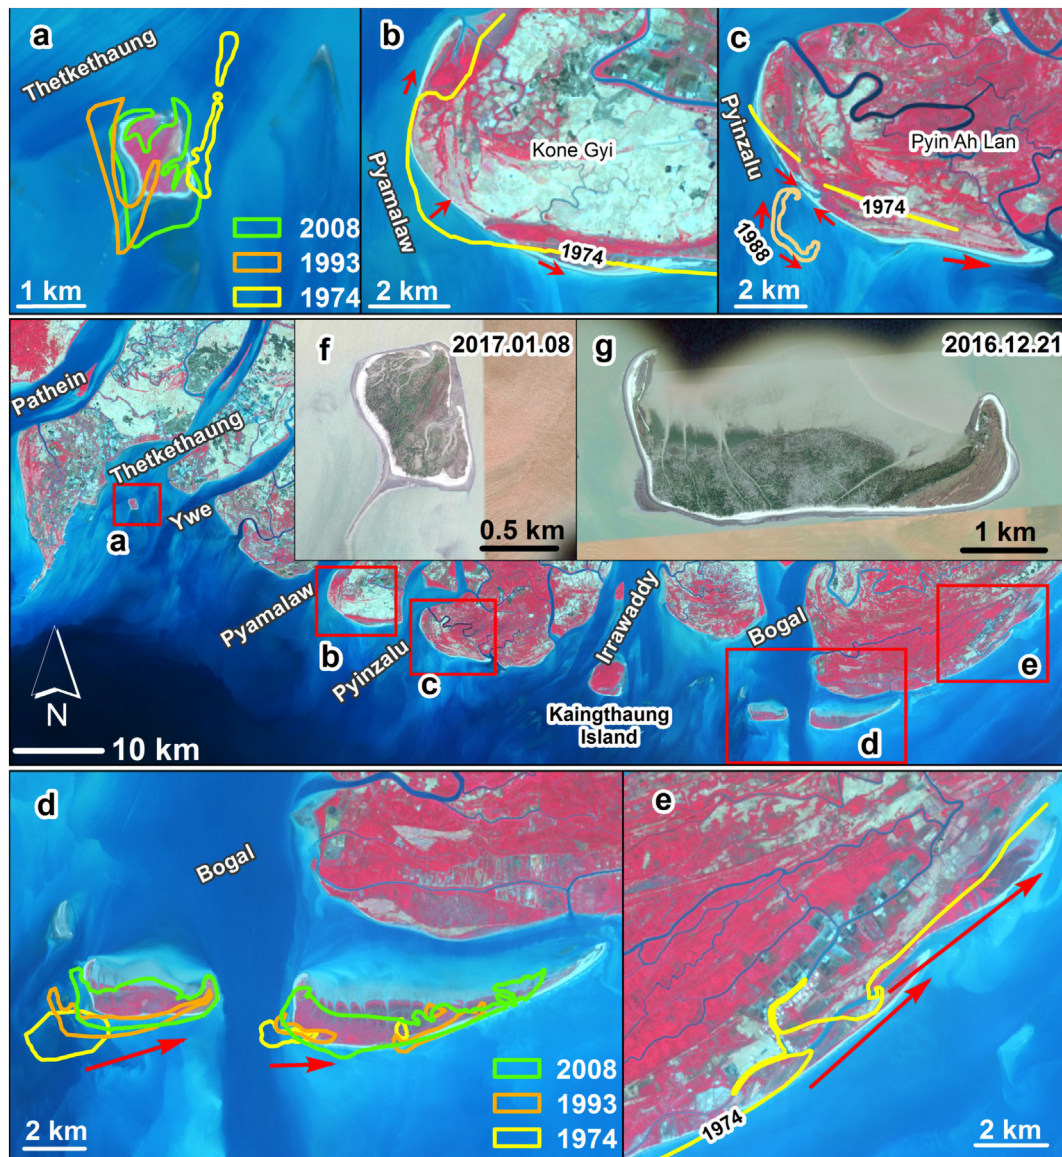 a
Thetkethaung
2008
1993
1974
1 km
b
Kone Gyi
Pyamalaw
1974
2 km
c
Pyinzalu
Pyin Ah Lan
1974
1988
2 km
Pathein
Thetkethaung
Ywe
a
f
2017.01.08
0.5 km
g
2016.12.21
1 km
Pyamalaw
b
Pyinzalu
c
Irrawaddy
Kaingthaung
Island
Bogal
d
e
N
10 km
d
Bogal
2008
1993
1974
2 km
e
1974
2 km